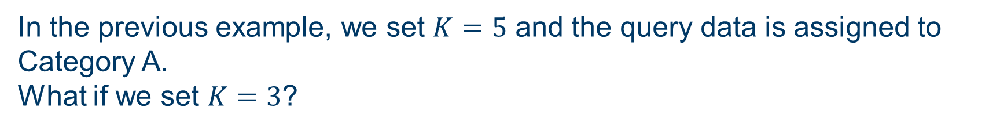 In the previous example, we set K = 5 and the query data is assigned to
Category A.
What if we set K = 3?